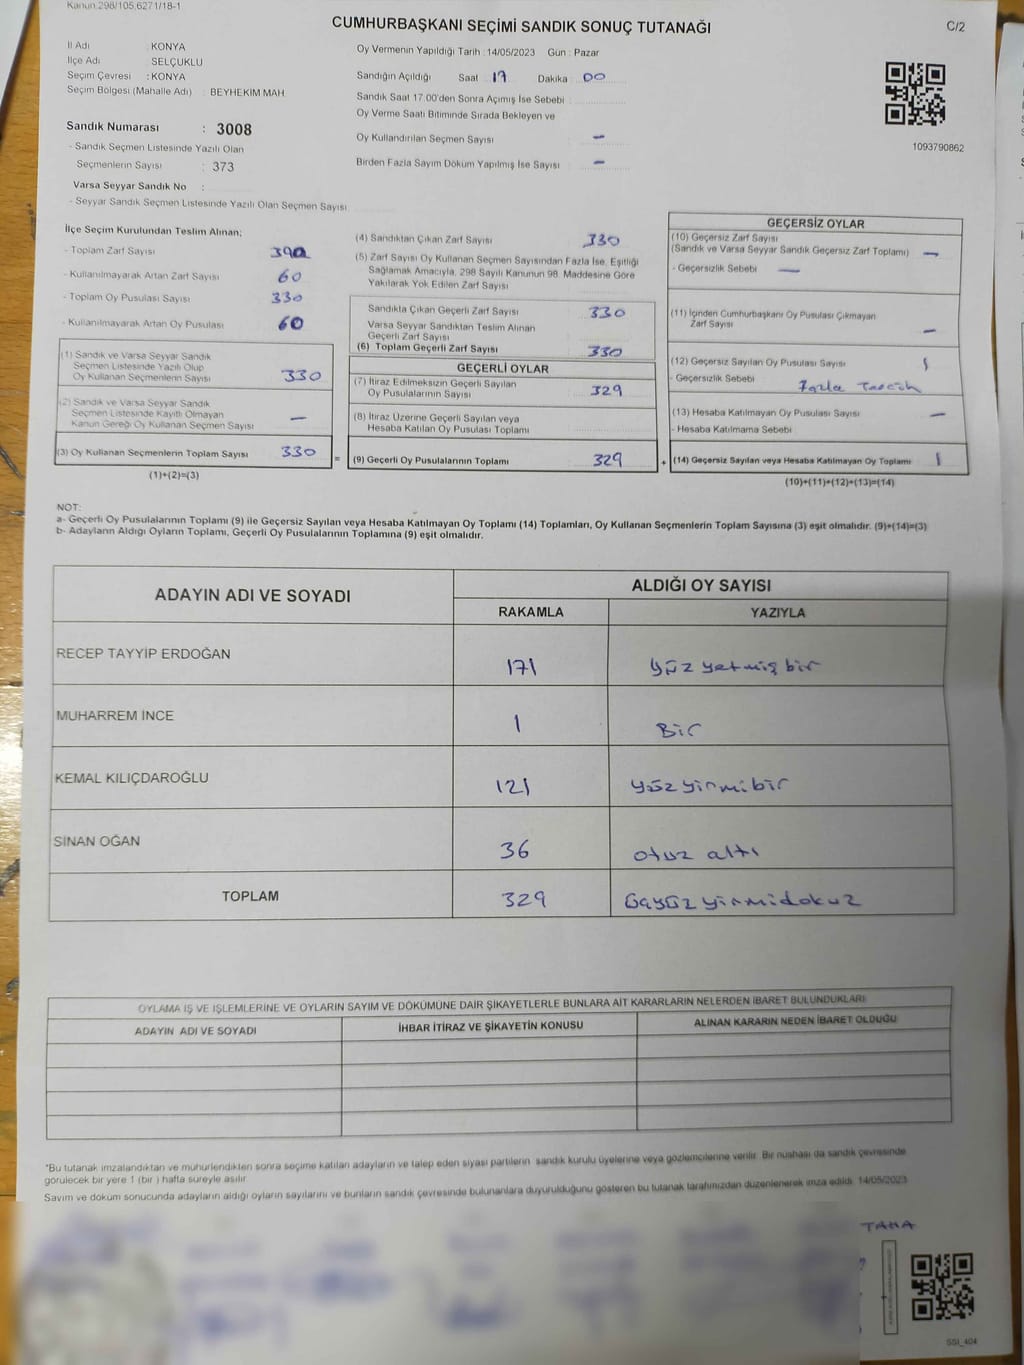 Kanun 298/105,6271/18-1
CUMHURBAŞKANI SEÇİMİ SANDIK SONUÇ TUTANAĞI
C/2
İl Adı : KONYA
İlçe Adı : SELÇUKLU
Seçim Çevresi : KONYA
Seçim Bölgesi (Mahalle Adı) : BEYHEKİM MAH.
Oy Vermenin Yapıldığı Tarih : 14/05/2023 Gün : Pazar
Sandığın Açıldığı Saat 17 Dakika 00
Sandık Saat 17:00'den Sonra Açılmış İse Sebebi :
Oy Verme Saati Bitiminde Sırada Bekleyen ve
Oy Kullandırılan Seçmen Sayısı : —
Birden Fazla Sayım Döküm Yapılmış İse Sayısı : —
1093790862
Sandık Numarası : 3008
- Sandık Seçmen Listesinde Yazılı Olan
Seçmenlerin Sayısı : 373
Varsa Seyyar Sandık No :
- Seyyar Sandık Seçmen Listesinde Yazılı Olan Seçmen Sayısı
İlçe Seçim Kurulundan Teslim Alınan;
- Toplam Zarf Sayısı 390
- Kullanılmayarak Artan Zarf Sayısı 60
- Toplam Oy Pusulası Sayısı 330
- Kullanılmayarak Artan Oy Pusulası 60
(1) Sandık ve Varsa Seyyar Sandık
Seçmen Listesinde Yazılı Olup
Oy Kullanan Seçmenlerin Sayısı 330
(2) Sandık ve Varsa Seyyar Sandık
Seçmen Listesinde Kayıtlı Olmayan
Kanun Gereği Oy Kullanan Seçmen Sayısı —
(3) Oy Kullanan Seçmenlerin Toplam Sayısı 330
(1)+(2)=(3)
(4) Sandıktan Çıkan Zarf Sayısı 330
(5) Zarf Sayısı Oy Kullanan Seçmen Sayısından Fazla İse, Eşitliği
Sağlamak Amacıyla, 298 Sayılı Kanunun 98. Maddesine Göre
Yakılarak Yok Edilen Zarf Sayısı
Sandıkta Çıkan Geçerli Zarf Sayısı 330
Varsa Seyyar Sandıktan Teslim Alınan
Geçerli Zarf Sayısı
(6) Toplam Geçerli Zarf Sayısı 330
GEÇERLİ OYLAR
(7) İtiraz Edilmeksizin Geçerli Sayılan
Oy Pusulalarının Sayısı 329
(8) İtiraz Üzerine Geçerli Sayılan veya
Hesaba Katılan Oy Pusulası Toplamı
= (9) Geçerli Oy Pusulalarının Toplamı 329
GEÇERSİZ OYLAR
(10) Geçersiz Zarf Sayısı
(Sandık ve Varsa Seyyar Sandık Geçersiz Zarf Toplamı) —
- Geçersizlik Sebebi —
(11) İçinden Cumhurbaşkanı Oy Pusulası Çıkmayan
Zarf Sayısı —
(12) Geçersiz Sayılan Oy Pusulası Sayısı 1
- Geçersizlik Sebebi Fazla Tercih
(13) Hesaba Katılmayan Oy Pusulası Sayısı —
- Hesaba Katılmama Sebebi
+ (14) Geçersiz Sayılan veya Hesaba Katılmayan Oy Toplamı 1
(10)+(11)+(12)+(13)=(14)
NOT:
a- Geçerli Oy Pusulalarının Toplamı (9) ile Geçersiz Sayılan veya Hesaba Katılmayan Oy Toplamı (14) Toplamları, Oy Kullanan Seçmenlerin Toplam Sayısına (3) eşit olmalıdır. (9)+(14)=(3)
b- Adayların Aldığı Oyların Toplamı, Geçerli Oy Pusulalarının Toplamına (9) eşit olmalıdır.
ADAYIN ADI VE SOYADI
ALDIĞI OY SAYISI
RAKAMLA YAZIYLA
RECEP TAYYİP ERDOĞAN 171 yüz yetmiş bir
MUHARREM İNCE 1 Bir
KEMAL KILIÇDAROĞLU 121 yüz yirmi bir
SİNAN OĞAN 36 otuz altı
TOPLAM 329 üçyüz yirmidokuz
OYLAMA İŞ VE İŞLEMLERİNE VE OYLARIN SAYIM VE DÖKÜMÜNE DAİR ŞİKAYETLERLE BUNLARA AİT KARARLARIN NELERDEN İBARET BULUNDUKLARI
ADAYIN ADI VE SOYADI İHBAR İTİRAZ VE ŞİKAYETİN KONUSU ALINAN KARARIN NEDEN İBARET OLDUĞU
*Bu tutanak imzalandıktan ve mühürlendikten sonra seçime katılan adayların ve talep eden siyasi partilerin sandık kurulu üyelerine veya gözlemcilerine verilir. Bir nüshası da sandık çevresinde
görülecek bir yere 1 (bir ) hafta süreyle asılır.
Sayım ve döküm sonucunda adayların aldığı oyların sayılarını ve bunların sandık çevresinde bulunanlara duyurulduğunu gösteren bu tutanak tarafımızdan düzenlenerek imza edildi. 14/05/2023
TAHA
SSİ_404